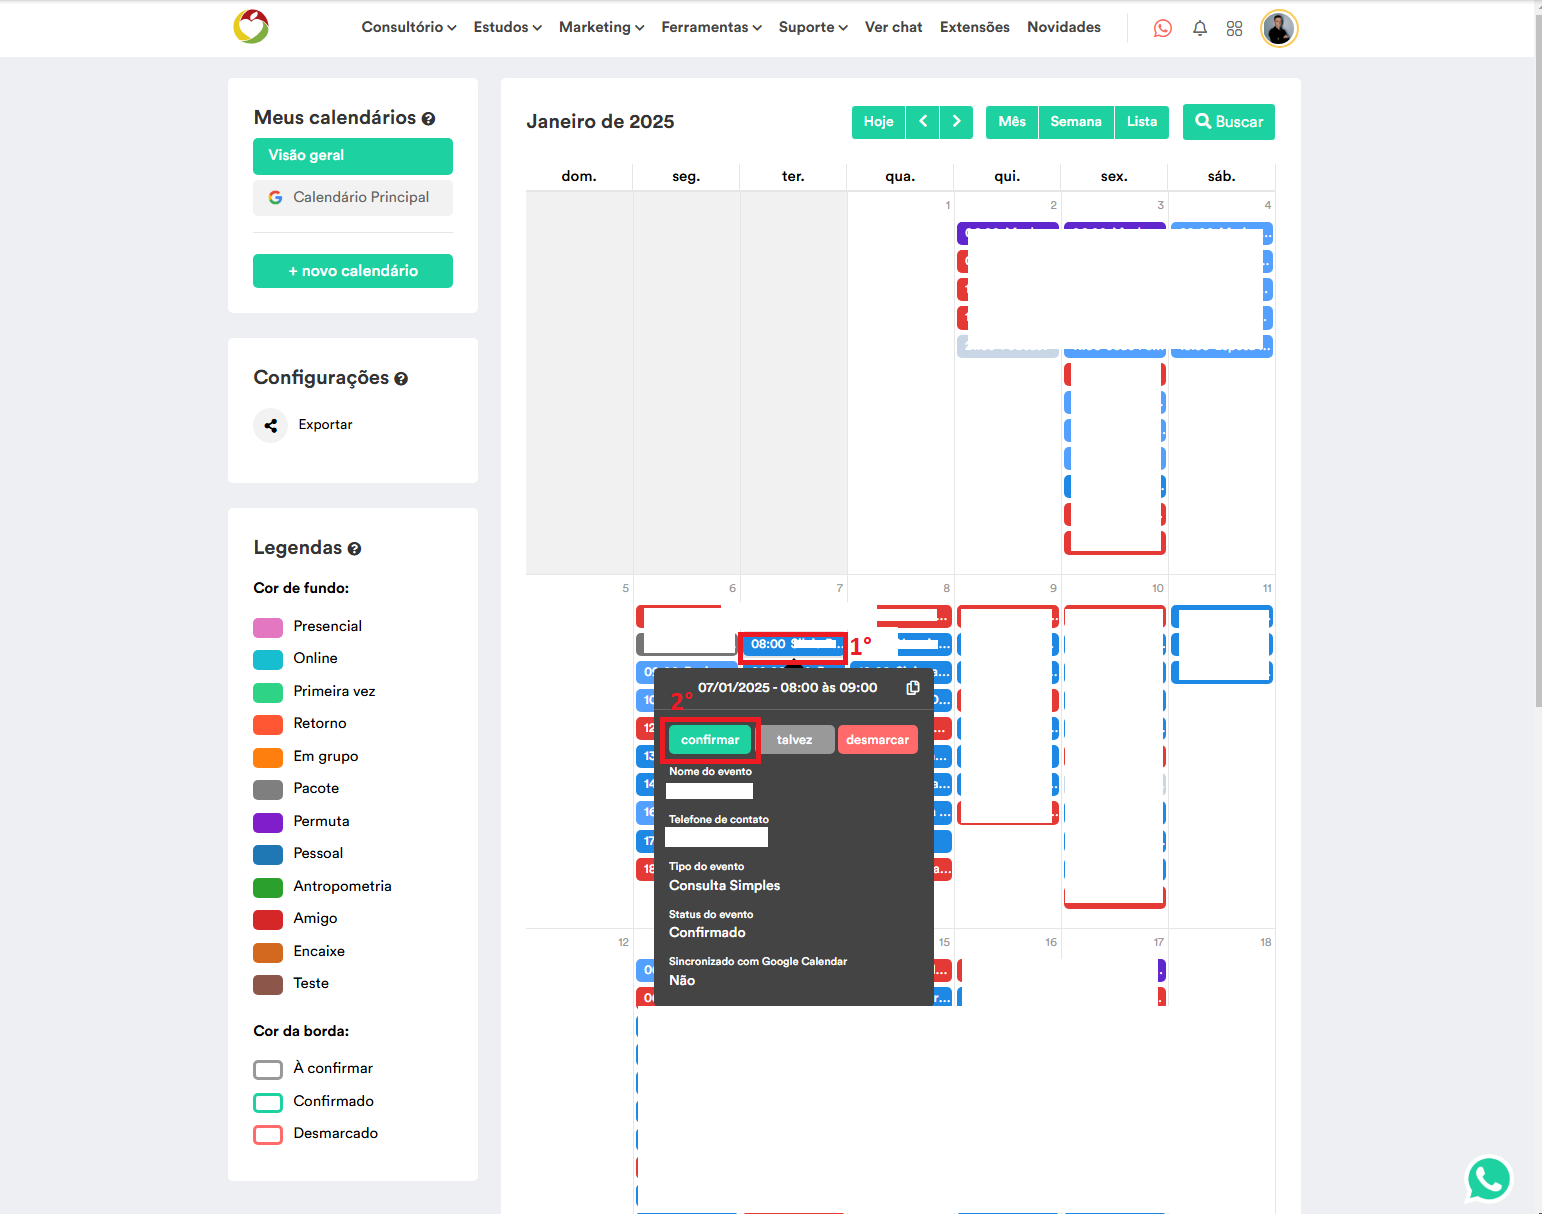 Consultório
Estudos
Marketing
Ferramentas
Suporte
Ver chat
Extensões
Novidades
Meus calendários
Visão geral
Calendário Principal
+ novo calendário
Configurações
Exportar
Legendas
Cor de fundo:
Presencial
Online
Primeira vez
Retorno
Em grupo
Pacote
Permuta
Pessoal
Antropometria
Amigo
Encaixe
Teste
Cor da borda:
À confirmar
Confirmado
Desmarcado
Janeiro de 2025
Hoje
Mês
Semana
Lista
Buscar
dom.
seg.
ter.
qua.
qui.
sex.
sáb.
1
2
3
4
5
6
7
8
9
10
11
08:00
1°
07/01/2025 - 08:00 às 09:00
2°
confirmar
talvez
desmarcar
Nome do evento
Telefone de contato
Tipo do evento
Consulta Simples
Status do evento
Confirmado
Sincronizado com Google Calendar
Não
12
15
16
17
18